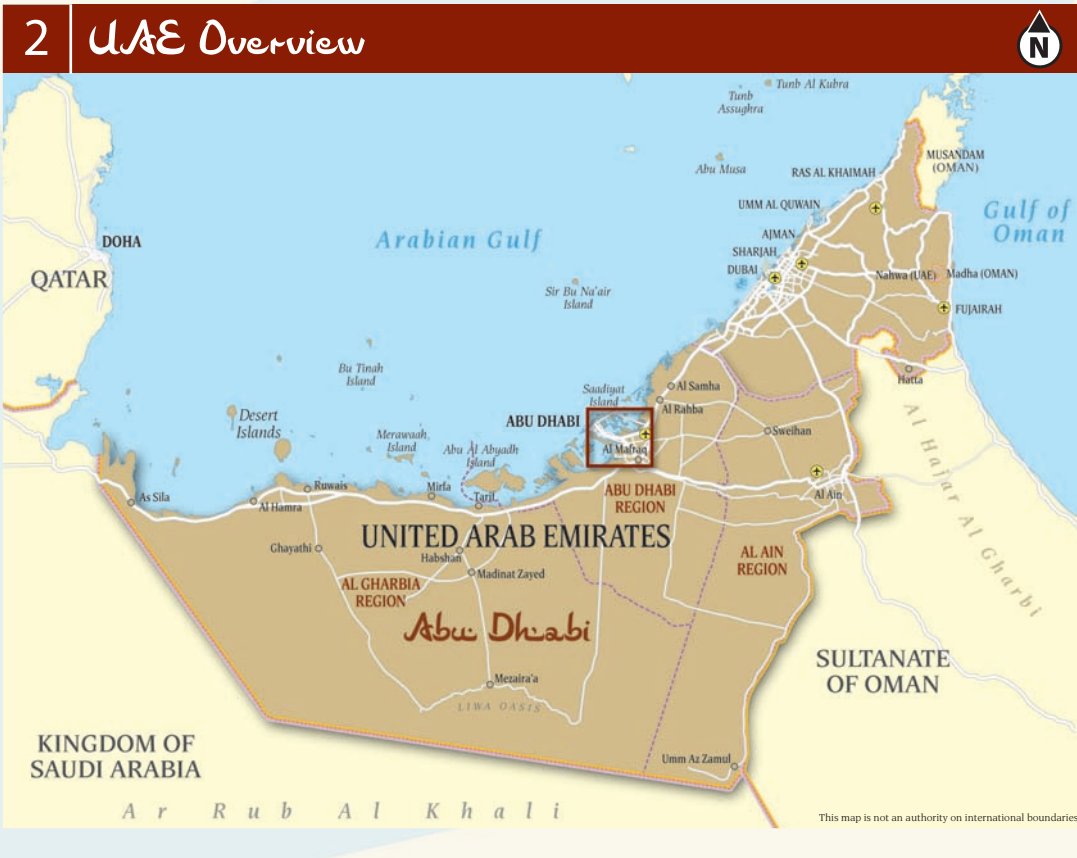 2 UAE Overview
N
Tunb Al Kubra
Tunb
Assughra
MUSANDAM
(OMAN)
Abu Musa
RAS AL KHAIMAH
UMM AL QUWAIN
Gulf of
Oman
Arabian Gulf
DOHA
AJMAN
SHARJAH
DUBAI
QATAR
Nahwa (UAE)
Madha (OMAN)
Sir Bu Na'air
Island
FUJAIRAH
Bu Tinah
Island
Hatta
Saadiyat
Island
Al Samha
Al Rahba
Desert
Islands
ABU DHABI
Sweihan
Merawaah
Island
Abu Al Abyadh
Island
Al Mafraq
Al Hajar Al Gharbi
As Sila
Ruwais
Mirfa
Al Hamra
Tarif
ABU DHABI
REGION
Al Ain
UNITED ARAB EMIRATES
Ghayathi
Habshan
Madinat Zayed
AL AIN
REGION
AL GHARBIA
REGION
Abu Dhabi
SULTANATE
OF OMAN
Mezaira'a
LIWA OASIS
KINGDOM OF
SAUDI ARABIA
Umm Az Zamul
Ar Rub Al Khali
This map is not an authority on international boundaries